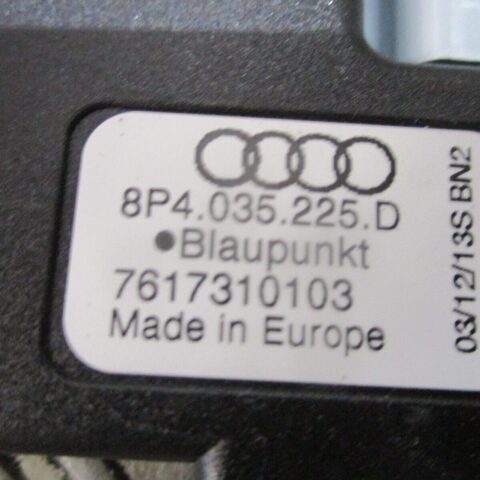 8P4.035.225.D
•Blaupunkt
7617310103
Made in Europe
03/12/13S BN2